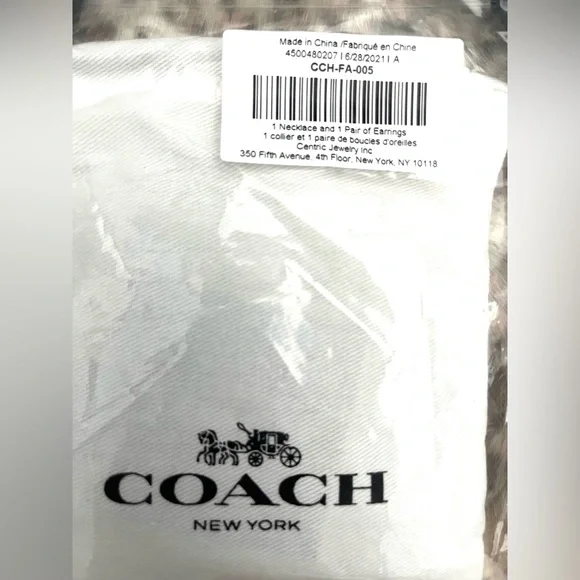 Made in China /Fabriqué en Chine
4500480207 | 6/28/2021 | A
CCH-FA-005
1 Necklace and 1 Pair of Earrings
1 collier et 1 paire de boucles d'oreilles
Centric Jewelry Inc
350 Fifth Avenue, 4th Floor, New York, NY 10118
COACH
NEW YORK